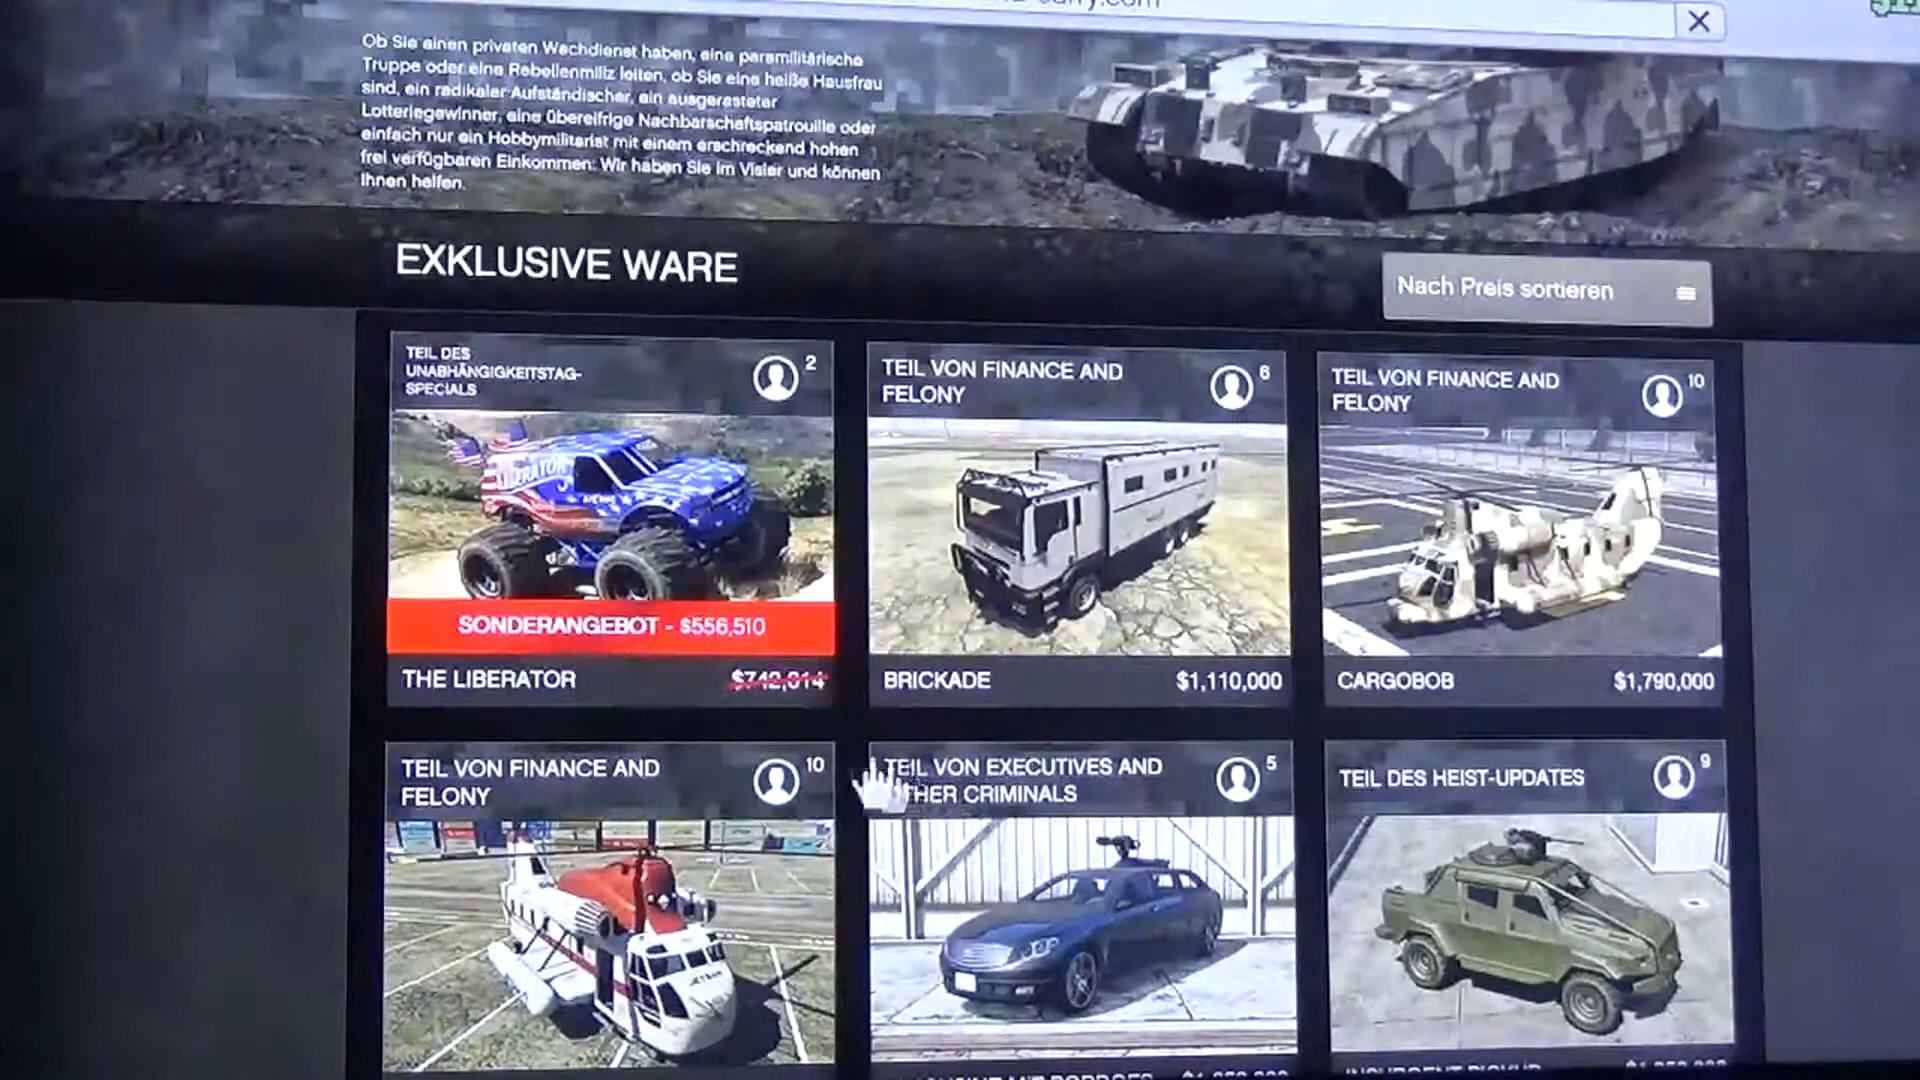 Ob Sie einen privaten Wachdienst haben, eine paramilitärische
Truppe oder eine Rebellenmiliz leiten, ob Sie eine heiße Hausfrau
sind, ein radikaler Aufständischer, ein ausgerasteter
Lotteriegewinner, eine übereifrige Nachbarschaftspatrouille oder
einfach nur ein Hobbymilitarist mit einem erschreckend hohen
frei verfügbaren Einkommen: Wir haben Sie im Visier und können
Ihnen helfen.
EXKLUSIVE WARE
Nach Preis sortieren
TEIL DES
UNABHÄNGIGKEITSTAG-
SPECIALS
2
LIBERATOR
SONDERANGEBOT - $556,510
THE LIBERATOR
$742,014
TEIL VON FINANCE AND
FELONY
6
BRICKADE
$1,110,000
TEIL VON FINANCE AND
FELONY
10
CARGOBOB
$1,790,000
TEIL VON FINANCE AND
FELONY
10
TEIL VON EXECUTIVES AND
OTHER CRIMINALS
5
TEIL DES HEIST-UPDATES
9
INSURGENT PICKUP